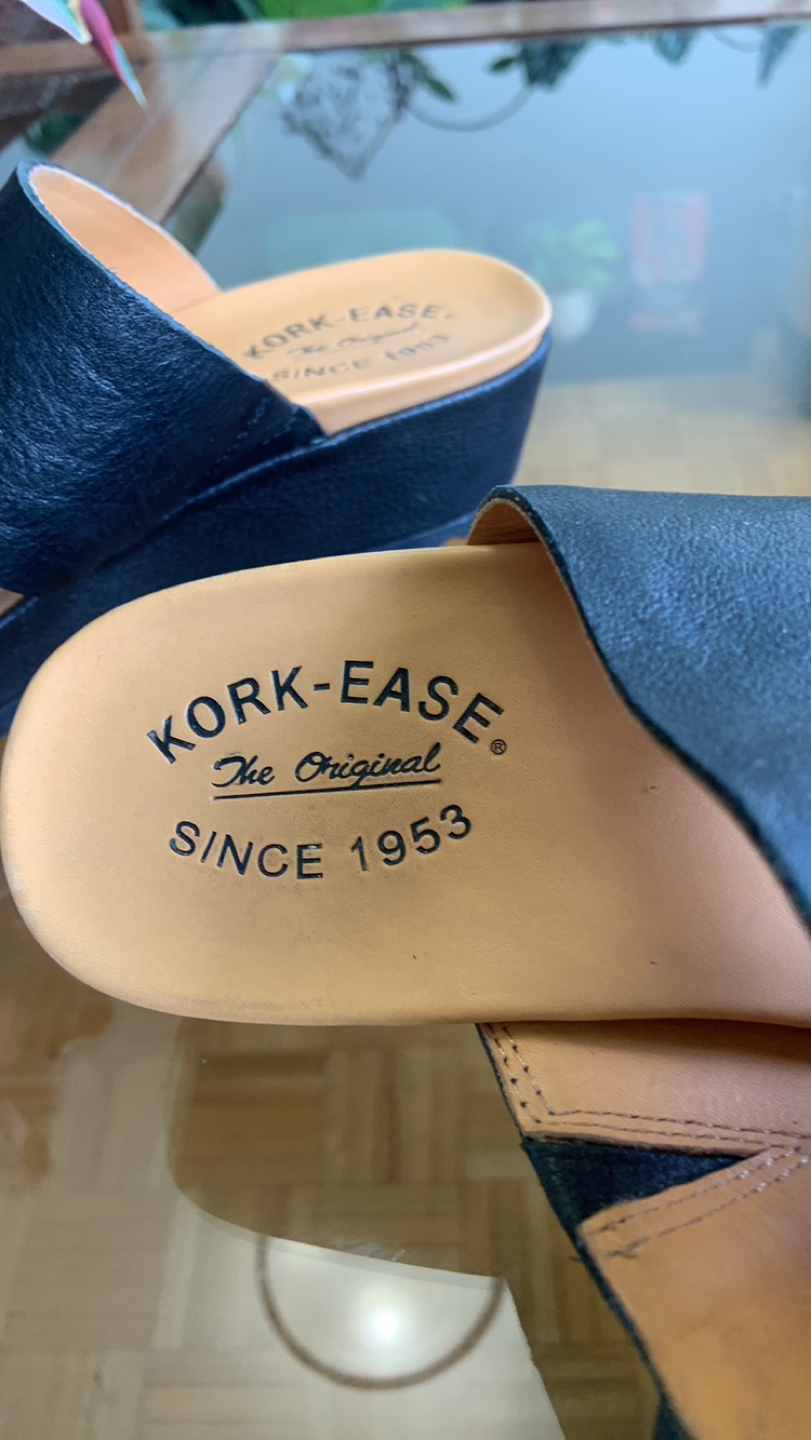 KORK-EASE.
The Original
SINCE 1953
KORK-EASE®
The Original
SINCE 1953